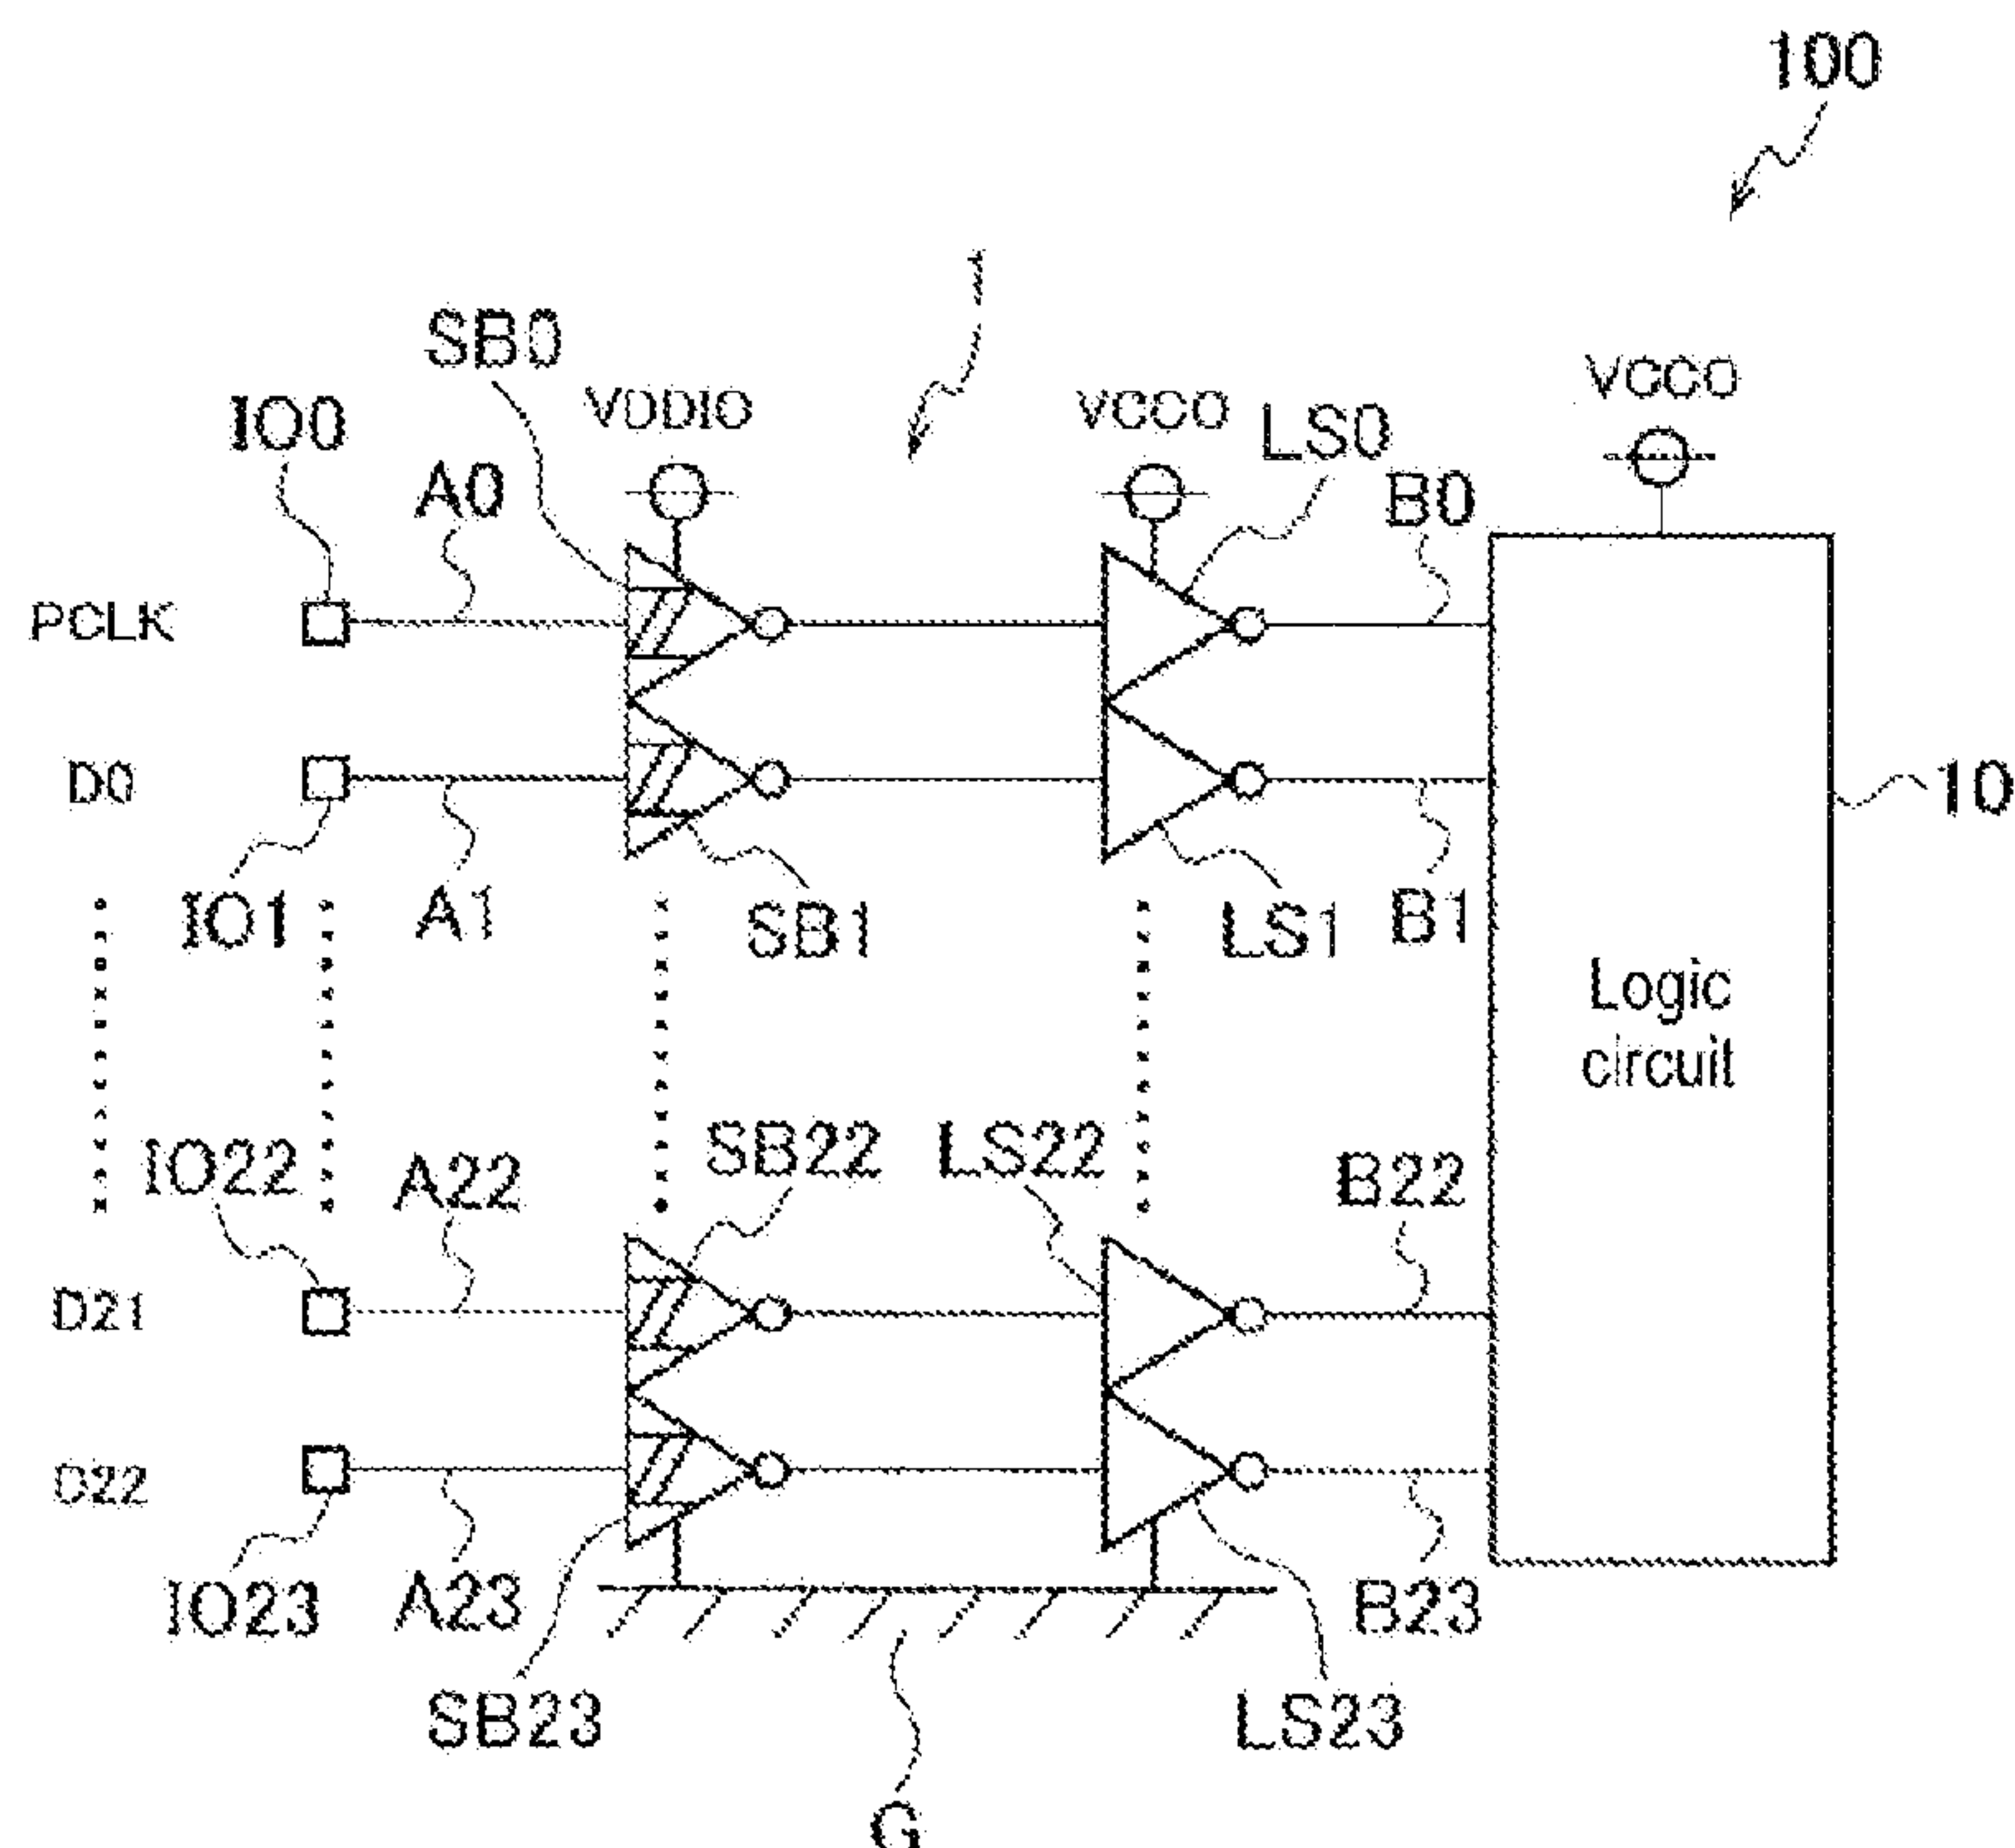 100
1
SB0
VDDIO
VCCO
VCCO
IO0
A0
LS0
B0
PCLK
D0
10
IO1
A1
SB1
LS1
B1
Logic
circuit
IO22
A22
SB22
LS22
B22
D21
D22
IO23
A23
B23
SB23
LS23
G